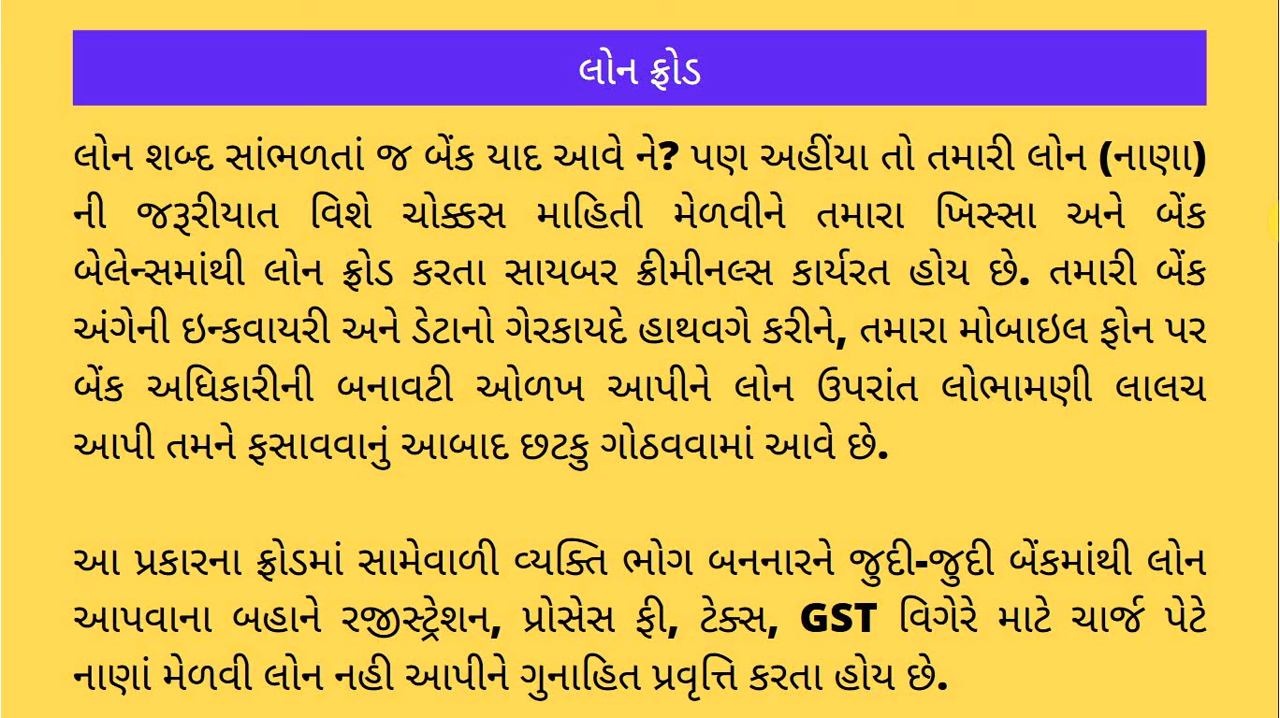 લોન ફ્રોડ
લોન શબ્દ સાંભળતાં જ બેંક યાદ આવે ને? પણ અહીંયા તો તમારી લોન (નાણા)
ની જરૂરીયાત વિશે ચોક્કસ માહિતી મેળવીને તમારા ખિસ્સા અને બેંક
બેલેન્સમાંથી લોન ફ્રોડ કરતા સાયબર ક્રીમીનલ્સ કાર્યરત હોય છે. તમારી બેંક
અંગેની ઇન્કવાયરી અને ડેટાનો ગેરકાયદે હાથવગે કરીને, તમારા મોબાઇલ ફોન પર
બેંક અધિકારીની બનાવટી ઓળખ આપીને લોન ઉપરાંત લોભામણી લાલચ
આપી તમને ફસાવવાનું આબાદ છટકુ ગોઠવવામાં આવે છે.
આ પ્રકારના ફ્રોડમાં સામેવાળી વ્યક્તિ ભોગ બનનારને જુદી-જુદી બેંકમાંથી લોન
આપવાના બહાને રજીસ્ટ્રેશન, પ્રોસેસ ફી, ટેક્સ, GST વિગેરે માટે ચાર્જ પેટે
નાણાં મેળવી લોન નહી આપીને ગુનાહિત પ્રવૃત્તિ કરતા હોય છે.